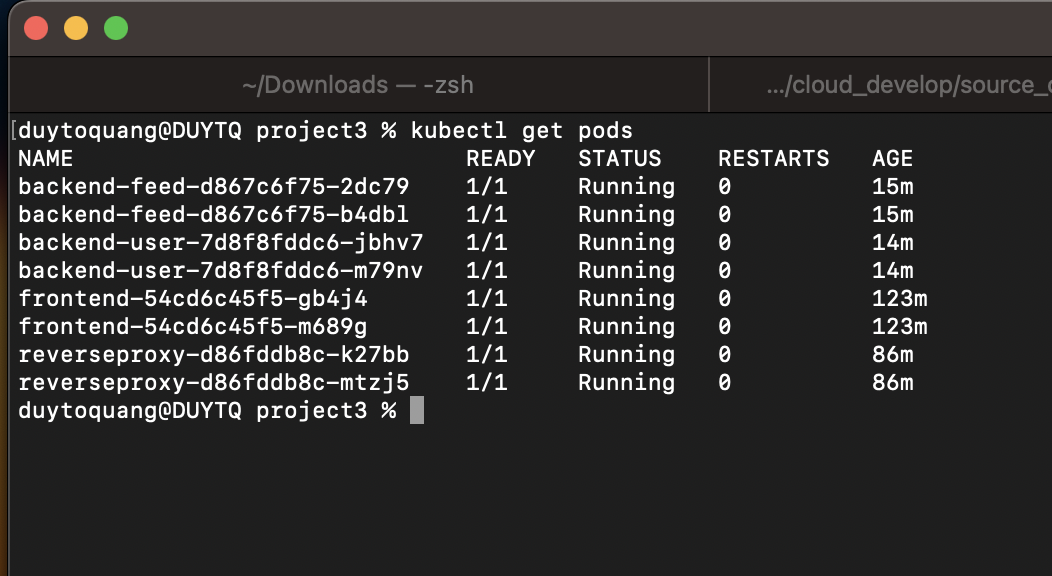 ~/Downloads — -zsh
.../cloud_develop/source_
[duytoquang@DUYTQ project3 % kubectl get pods
NAME READY STATUS RESTARTS AGE
backend-feed-d867c6f75-2dc79 1/1 Running 0 15m
backend-feed-d867c6f75-b4dbl 1/1 Running 0 15m
backend-user-7d8f8fddc6-jbhv7 1/1 Running 0 14m
backend-user-7d8f8fddc6-m79nv 1/1 Running 0 14m
frontend-54cd6c45f5-gb4j4 1/1 Running 0 123m
frontend-54cd6c45f5-m689g 1/1 Running 0 123m
reverseproxy-d86fddb8c-k27bb 1/1 Running 0 86m
reverseproxy-d86fddb8c-mtzj5 1/1 Running 0 86m
duytoquang@DUYTQ project3 %